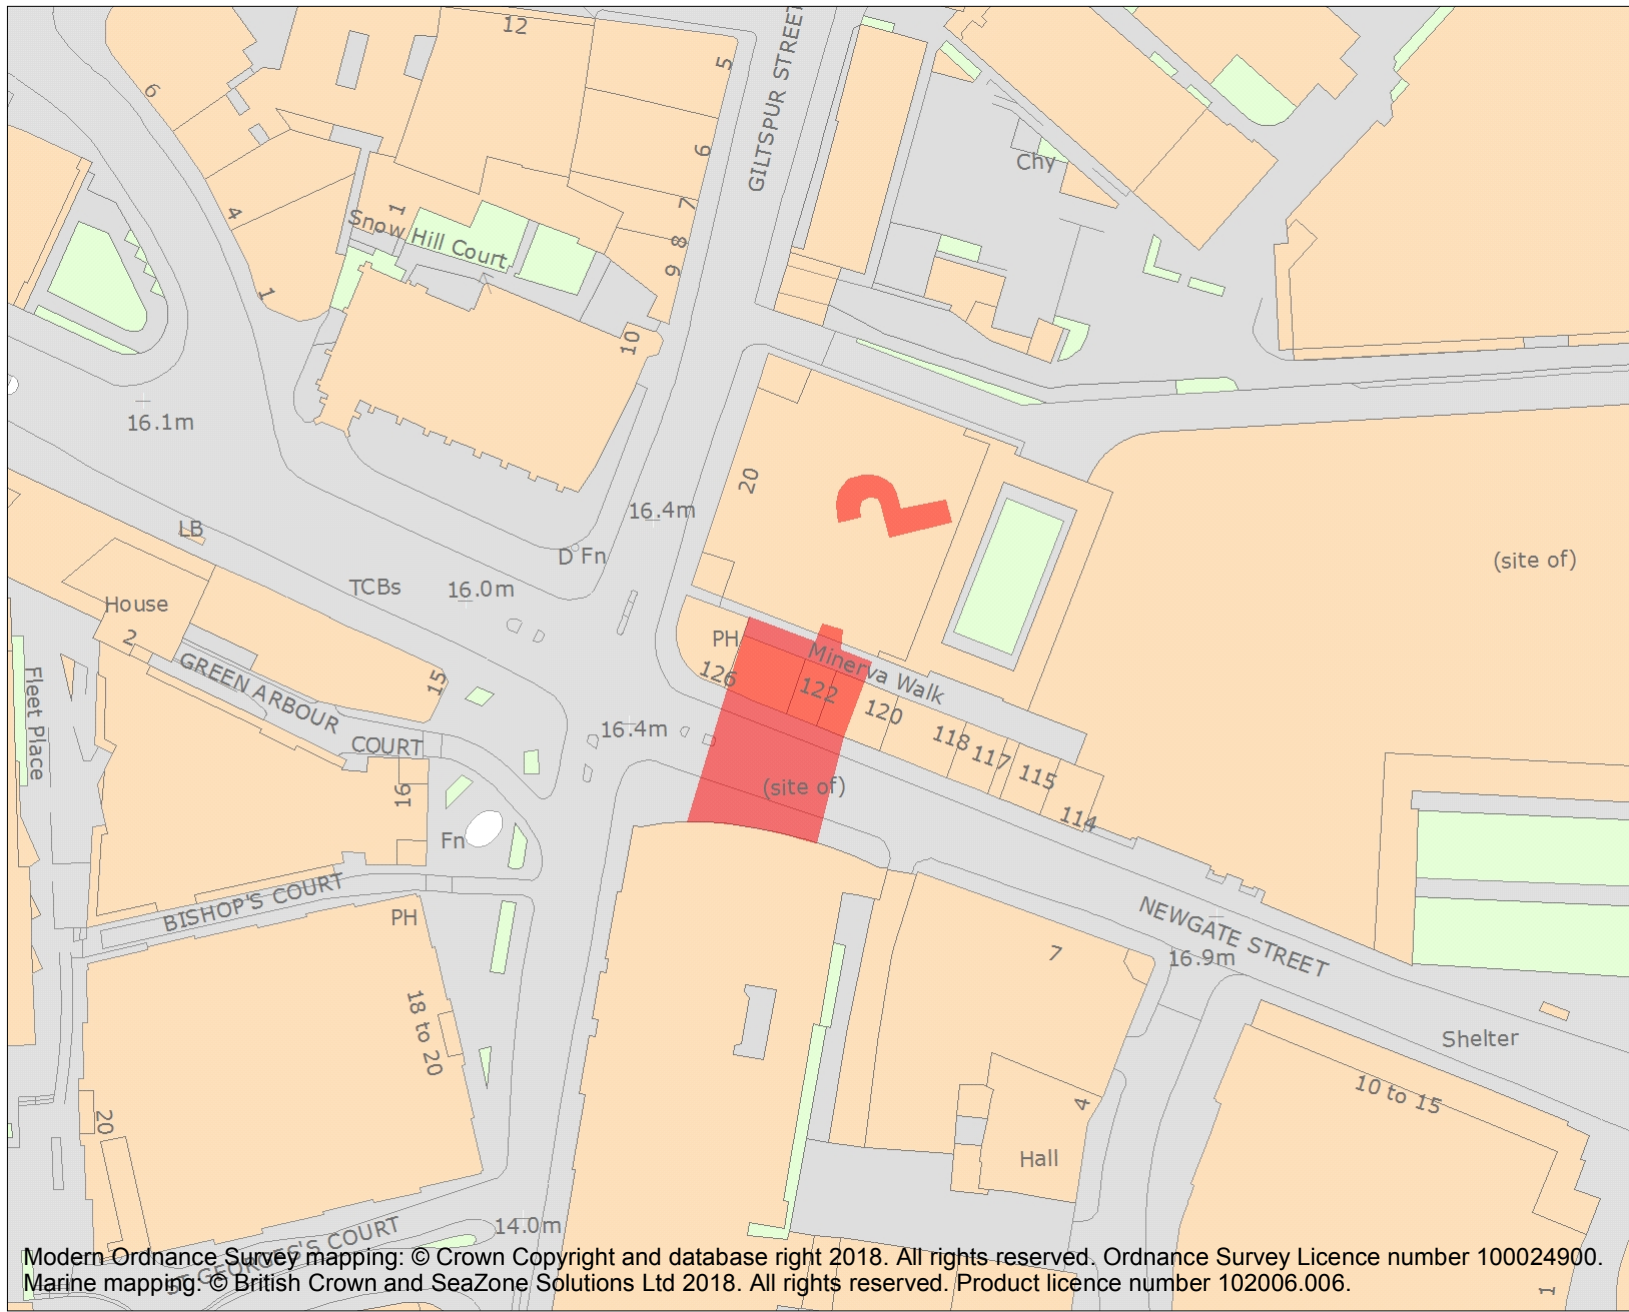 12
5
6
GILTSPUR STREET
6
Chy
7
1
4
Snow Hill Court
8
9
1
10
16.1m
20
16.4m
LB
D Fn
(site of)
TCBs
16.0m
House
2
PH
Minerva Walk
GREEN ARBOUR
COURT
15
126
122
120
Fleet Place
16.4m
118
117
115
114
(site of)
16
Fn
BISHOP'S COURT
PH
NEWGATE STREET
7
16.9m
18 to 20
Shelter
10 to 15
4
20
Hall
14.0m
ST GEORGES'S COURT
1
Modern Ordnance Survey mapping: © Crown Copyright and database right 2018. All rights reserved. Ordnance Survey Licence number 100024900.
Marine mapping: © British Crown and SeaZone Solutions Ltd 2018. All rights reserved. Product licence number 102006.006.